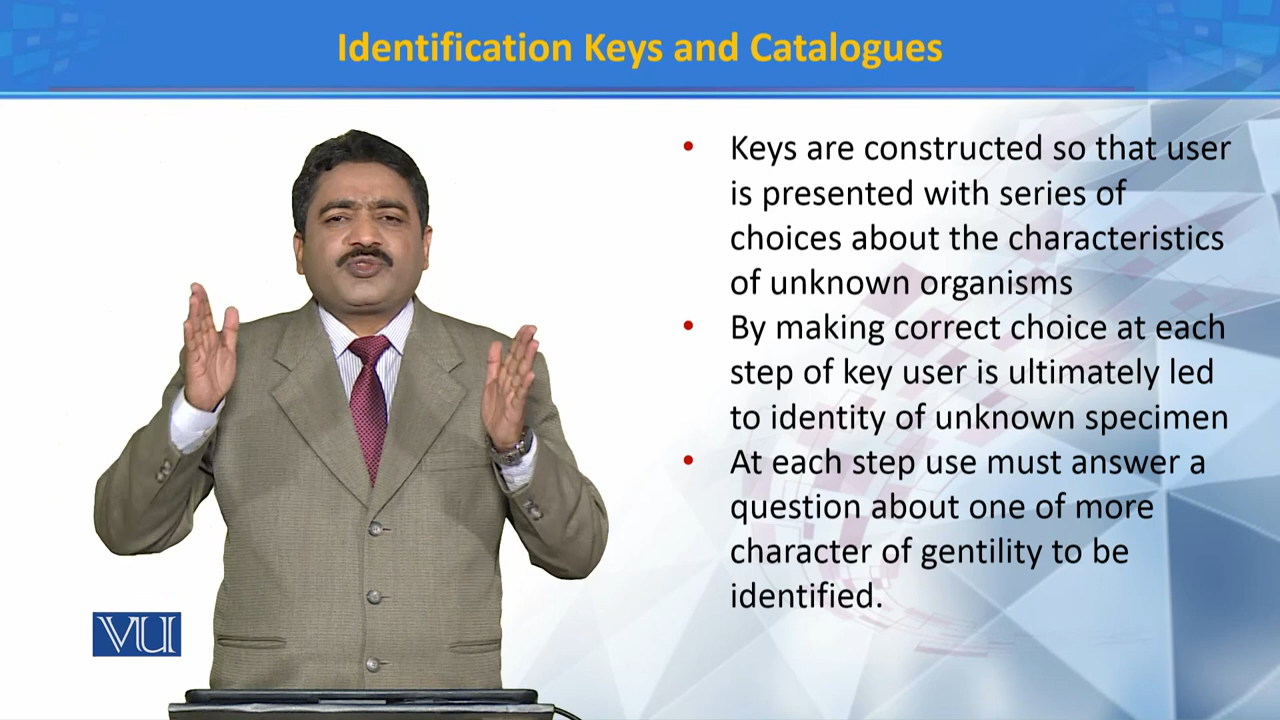 Identification Keys and Catalogues
• Keys are constructed so that user
is presented with series of
choices about the characteristics
of unknown organisms
• By making correct choice at each
step of key user is ultimately led
to identity of unknown specimen
• At each step use must answer a
question about one of more
character of gentility to be
identified.
VU